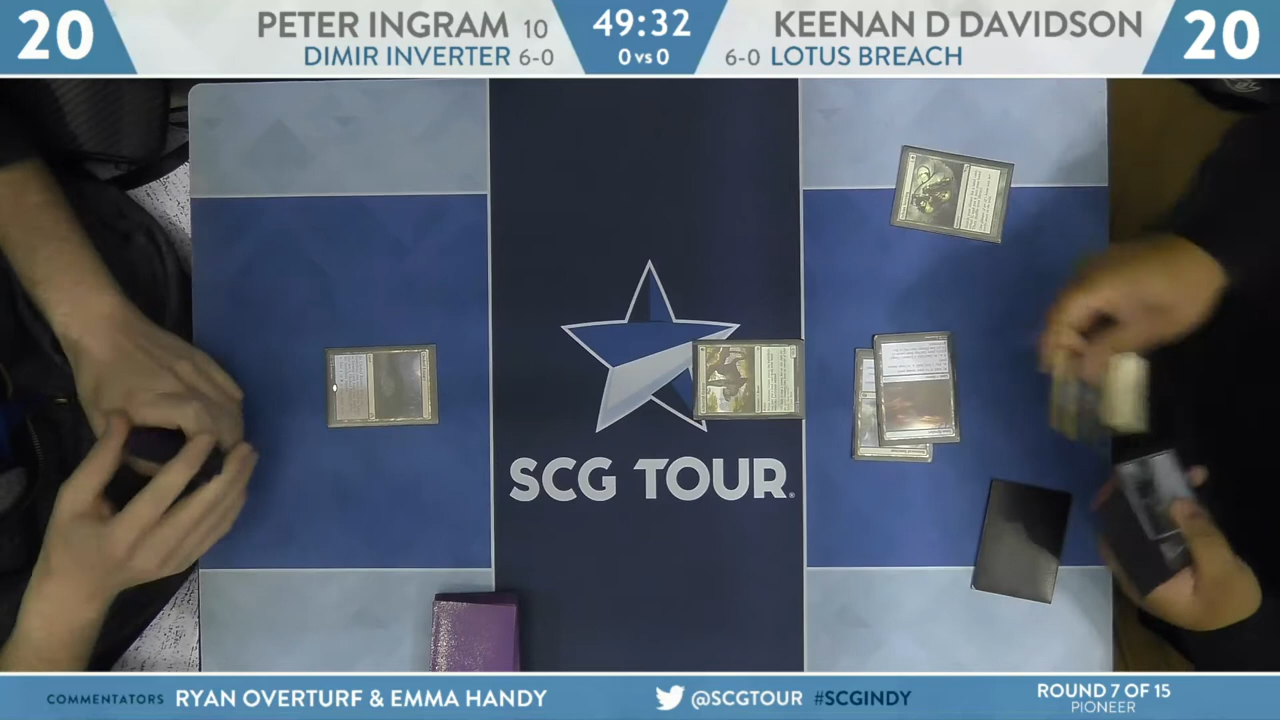 20
PETER INGRAM 10
DIMIR INVERTER 6-0
49:32
0 vs 0
KEENAN D DAVIDSON
6-0 LOTUS BREACH
20
SCG TOUR
COMMENTATORS RYAN OVERTURF & EMMA HANDY
@SCGTOUR #SCGINDY
ROUND 7 OF 15
PIONEER